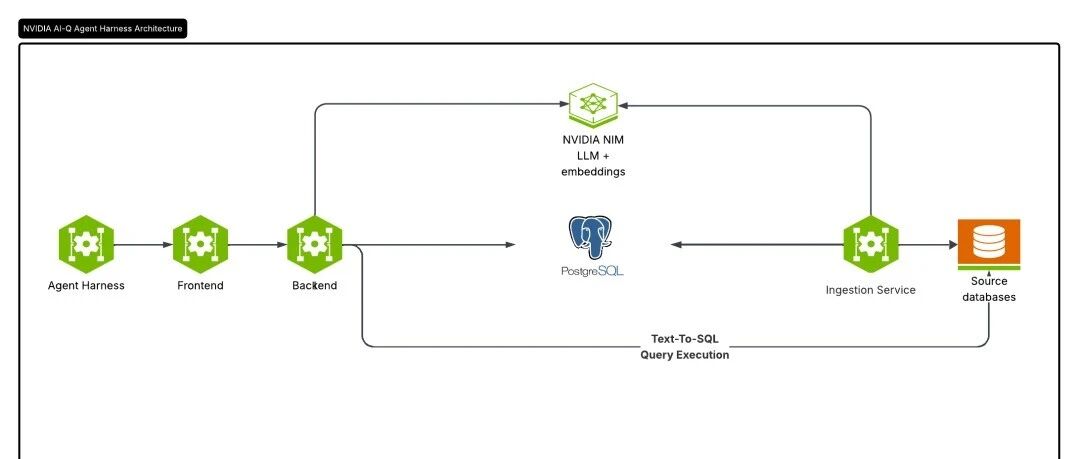 NVIDIA AI-Q Agent Harness Architecture
NVIDIA NIM
LLM +
embeddings
PostgreSQL
Agent Harness
Frontend
Backend
Ingestion Service
Source
databases
Text-To-SQL
Query Execution